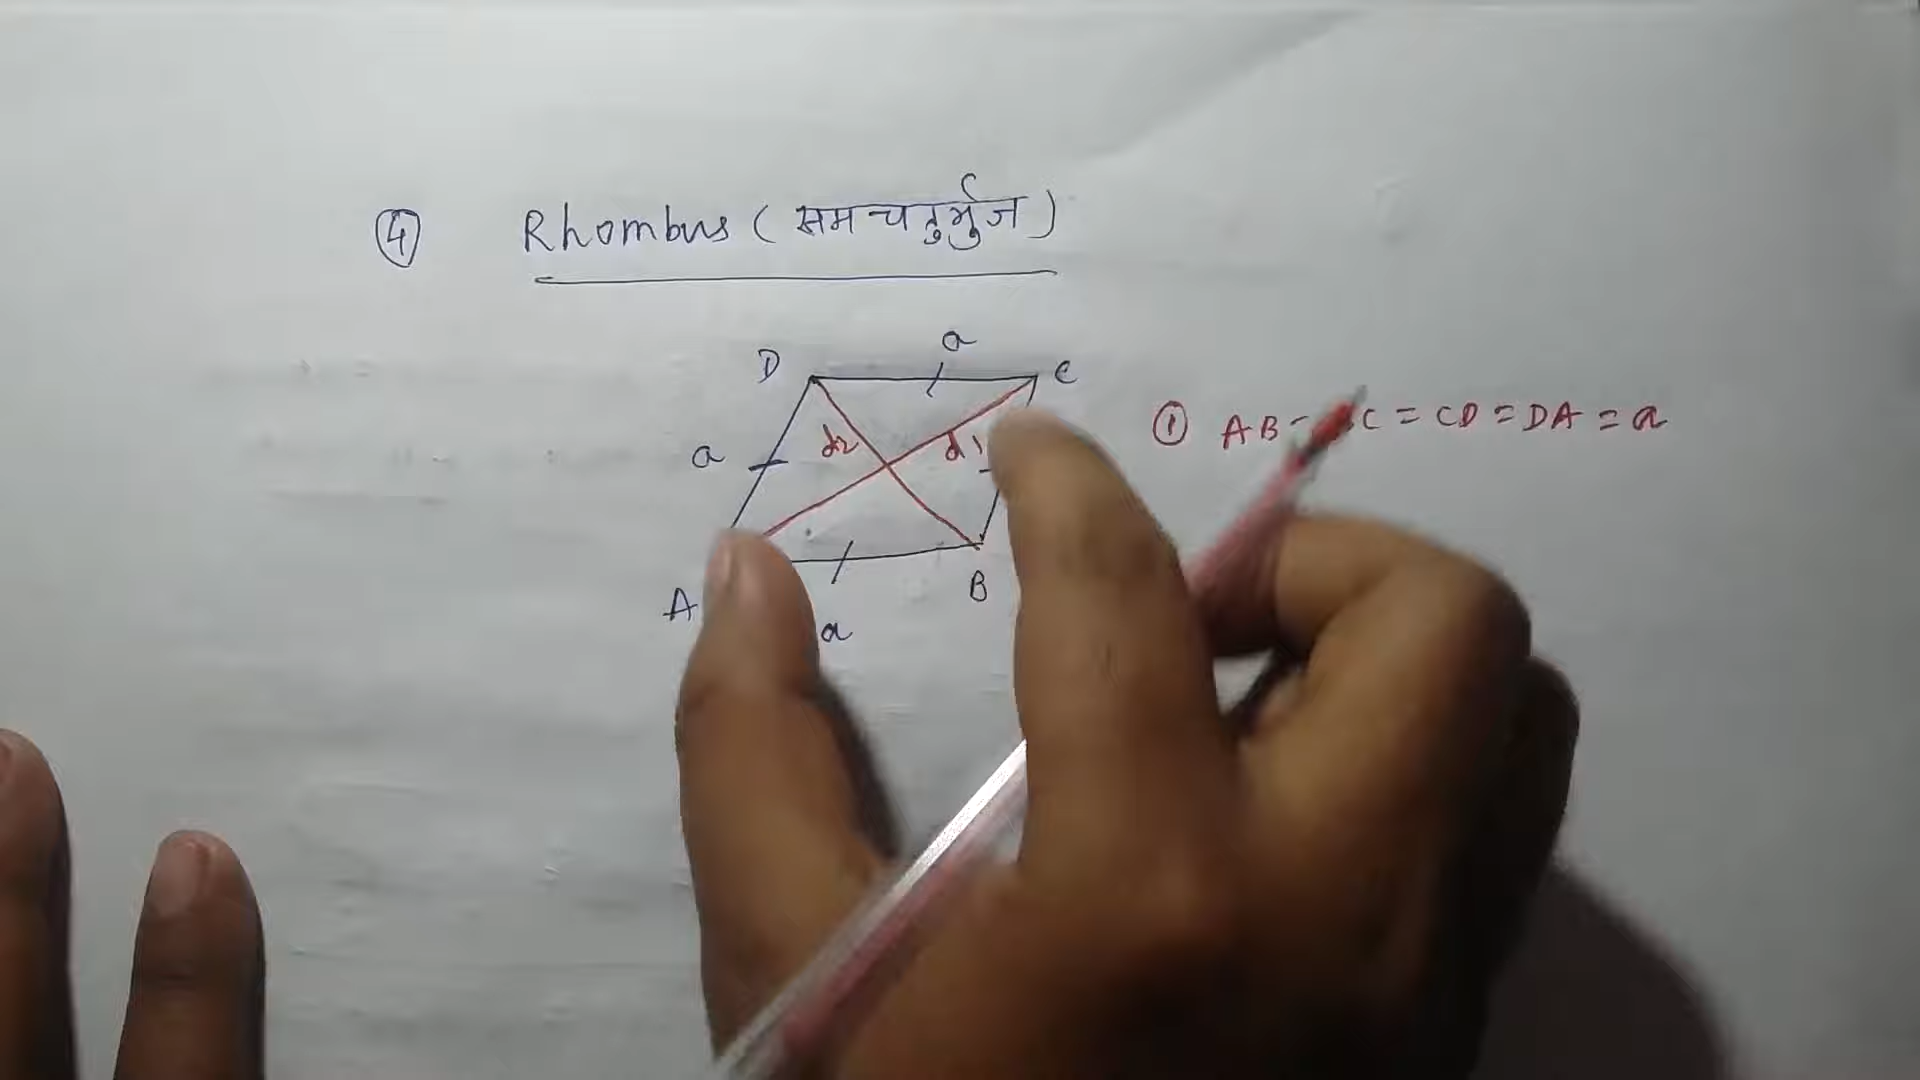 ④ Rhombus (समचतुर्भुज)
a
D C
d2 d1
a
A B
a
① AB = C = CD = DA = a